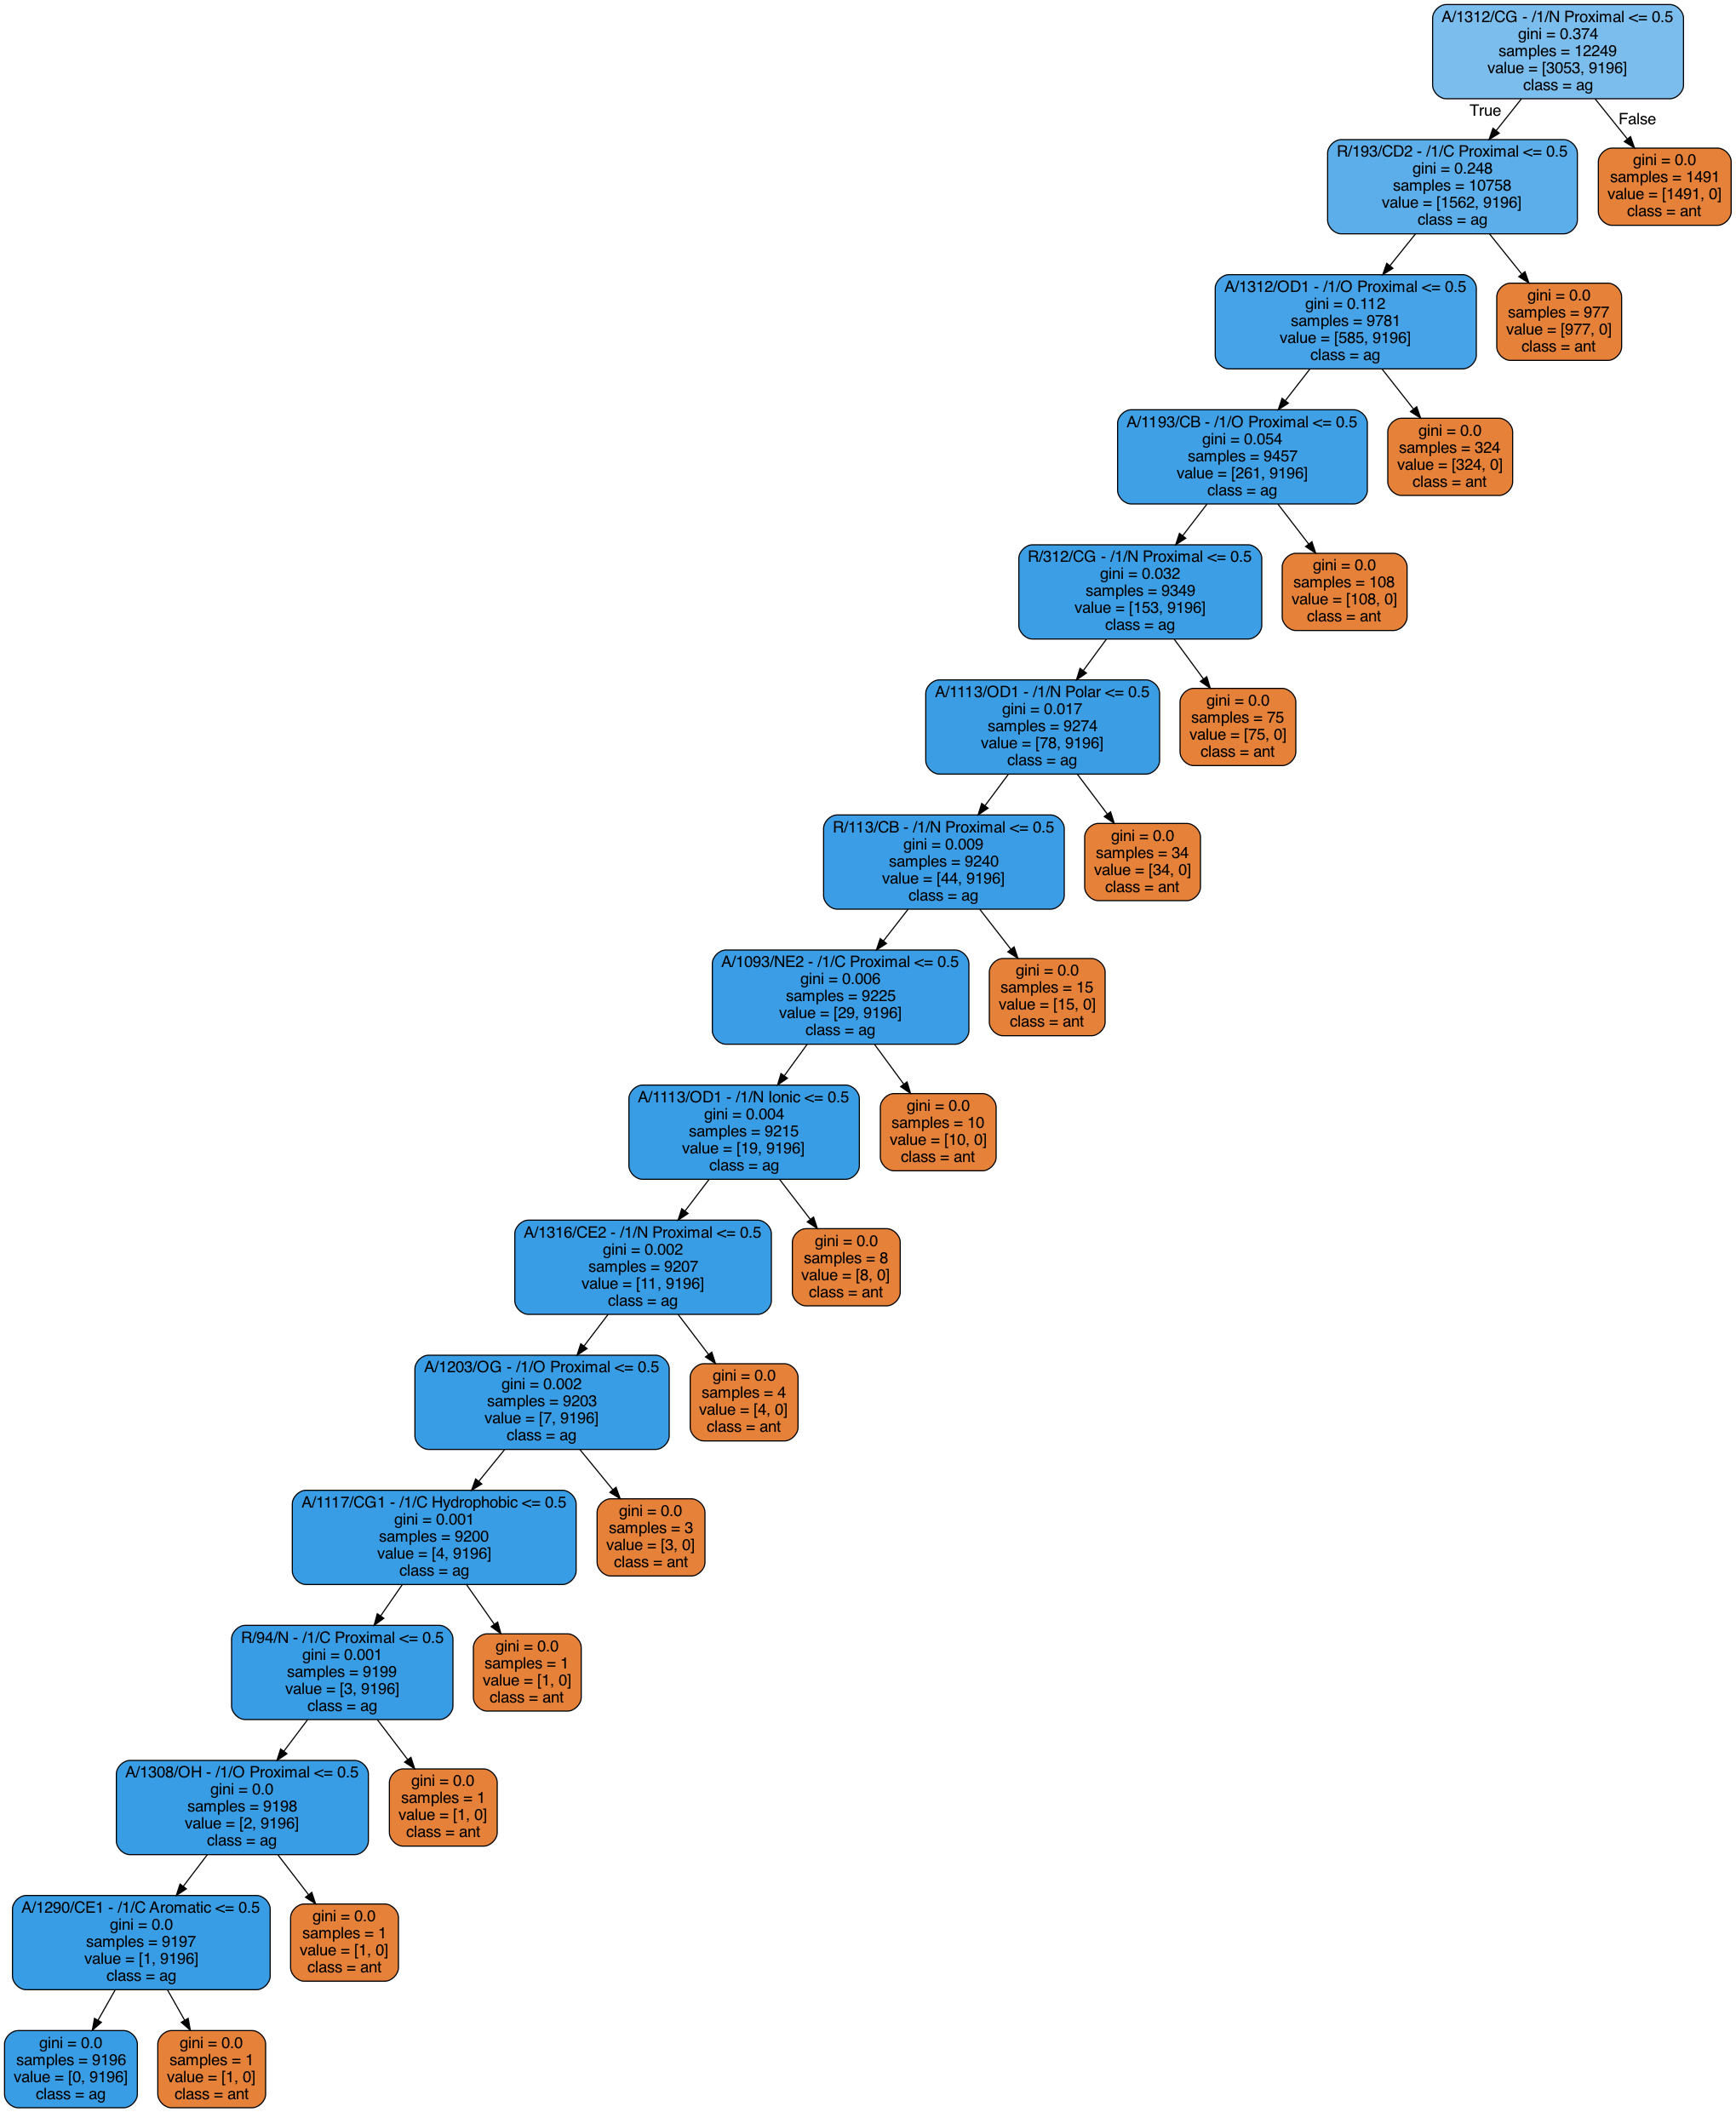 A/1312/CG - /1/N Proximal <= 0.5
gini = 0.374
samples = 12249
value = [3053, 9196]
class = ag
True
False
R/193/CD2 - /1/C Proximal <= 0.5
gini = 0.248
samples = 10758
value = [1562, 9196]
class = ag
gini = 0.0
samples = 1491
value = [1491, 0]
class = ant
A/1312/OD1 - /1/O Proximal <= 0.5
gini = 0.112
samples = 9781
value = [585, 9196]
class = ag
gini = 0.0
samples = 977
value = [977, 0]
class = ant
A/1193/CB - /1/O Proximal <= 0.5
gini = 0.054
samples = 9457
value = [261, 9196]
class = ag
gini = 0.0
samples = 324
value = [324, 0]
class = ant
R/312/CG - /1/N Proximal <= 0.5
gini = 0.032
samples = 9349
value = [153, 9196]
class = ag
gini = 0.0
samples = 108
value = [108, 0]
class = ant
A/1113/OD1 - /1/N Polar <= 0.5
gini = 0.017
samples = 9274
value = [78, 9196]
class = ag
gini = 0.0
samples = 75
value = [75, 0]
class = ant
R/113/CB - /1/N Proximal <= 0.5
gini = 0.009
samples = 9240
value = [44, 9196]
class = ag
gini = 0.0
samples = 34
value = [34, 0]
class = ant
A/1093/NE2 - /1/C Proximal <= 0.5
gini = 0.006
samples = 9225
value = [29, 9196]
class = ag
gini = 0.0
samples = 15
value = [15, 0]
class = ant
A/1113/OD1 - /1/N Ionic <= 0.5
gini = 0.004
samples = 9215
value = [19, 9196]
class = ag
gini = 0.0
samples = 10
value = [10, 0]
class = ant
A/1316/CE2 - /1/N Proximal <= 0.5
gini = 0.002
samples = 9207
value = [11, 9196]
class = ag
gini = 0.0
samples = 8
value = [8, 0]
class = ant
A/1203/OG - /1/O Proximal <= 0.5
gini = 0.002
samples = 9203
value = [7, 9196]
class = ag
gini = 0.0
samples = 4
value = [4, 0]
class = ant
A/1117/CG1 - /1/C Hydrophobic <= 0.5
gini = 0.001
samples = 9200
value = [4, 9196]
class = ag
gini = 0.0
samples = 3
value = [3, 0]
class = ant
R/94/N - /1/C Proximal <= 0.5
gini = 0.001
samples = 9199
value = [3, 9196]
class = ag
gini = 0.0
samples = 1
value = [1, 0]
class = ant
A/1308/OH - /1/O Proximal <= 0.5
gini = 0.0
samples = 9198
value = [2, 9196]
class = ag
gini = 0.0
samples = 1
value = [1, 0]
class = ant
A/1290/CE1 - /1/C Aromatic <= 0.5
gini = 0.0
samples = 9197
value = [1, 9196]
class = ag
gini = 0.0
samples = 1
value = [1, 0]
class = ant
gini = 0.0
samples = 9196
value = [0, 9196]
class = ag
gini = 0.0
samples = 1
value = [1, 0]
class = ant